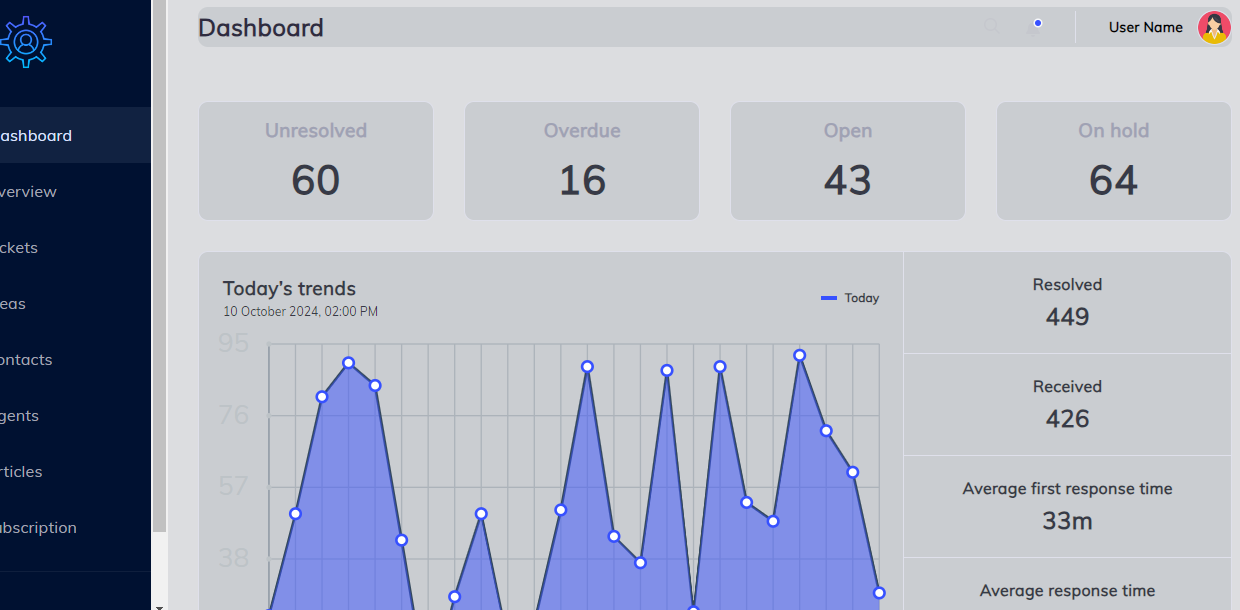 Dashboard
User Name
ashboard
verview
ckets
eas
ontacts
gents
rticles
ubscription
Unresolved
60
Overdue
16
Open
43
On hold
64
Today's trends
10 October 2024, 02:00 PM
Today
95
76
57
38
Resolved
449
Received
426
Average first response time
33m
Average response time